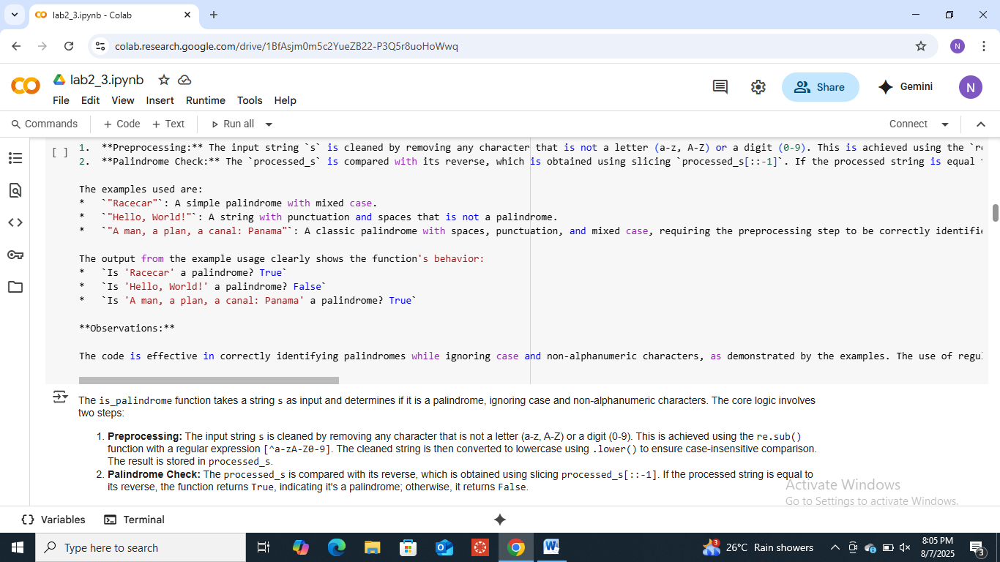 lab2_3.ipynb - Colab
colab.research.google.com/drive/1BfAsjm0m5c2YueZB22-P3Q5r8uoHoWwq
N
lab2_3.ipynb
File Edit View Insert Runtime Tools Help
Share
Gemini
N
Commands + Code + Text Run all
Connect
[ ]
1. **Preprocessing:** The input string `s` is cleaned by removing any character that is not a letter (a-z, A-Z) or a digit (0-9). This is achieved using the `r
2. **Palindrome Check:** The `processed_s` is compared with its reverse, which is obtained using slicing `processed_s[::-1]`. If the processed string is equal
The examples used are:
* `"Racecar"`: A simple palindrome with mixed case.
* `"Hello, World!"`: A string with punctuation and spaces that is not a palindrome.
* `"A man, a plan, a canal: Panama"`: A classic palindrome with spaces, punctuation, and mixed case, requiring the preprocessing step to be correctly identifi
The output from the example usage clearly shows the function's behavior:
* `Is 'Racecar' a palindrome? True`
* `Is 'Hello, World!' a palindrome? False`
* `Is 'A man, a plan, a canal: Panama' a palindrome? True`
**Observations:**
The code is effective in correctly identifying palindromes while ignoring case and non-alphanumeric characters, as demonstrated by the examples. The use of regu
The is_palindrome function takes a string s as input and determines if it is a palindrome, ignoring case and non-alphanumeric characters. The core logic involves
two steps:
1. Preprocessing: The input string s is cleaned by removing any character that is not a letter (a-z, A-Z) or a digit (0-9). This is achieved using the re.sub()
function with a regular expression [^a-zA-Z0-9]. The cleaned string is then converted to lowercase using .lower() to ensure case-insensitive comparison.
The result is stored in processed_s.
2. Palindrome Check: The processed_s is compared with its reverse, which is obtained using slicing processed_s[::-1]. If the processed string is equal to
its reverse, the function returns True, indicating it's a palindrome; otherwise, it returns False.
Activate Windows
Go to Settings to activate Windows.
Variables Terminal
Type here to search
3
26°C Rain showers
8:05 PM
8/7/2025
3